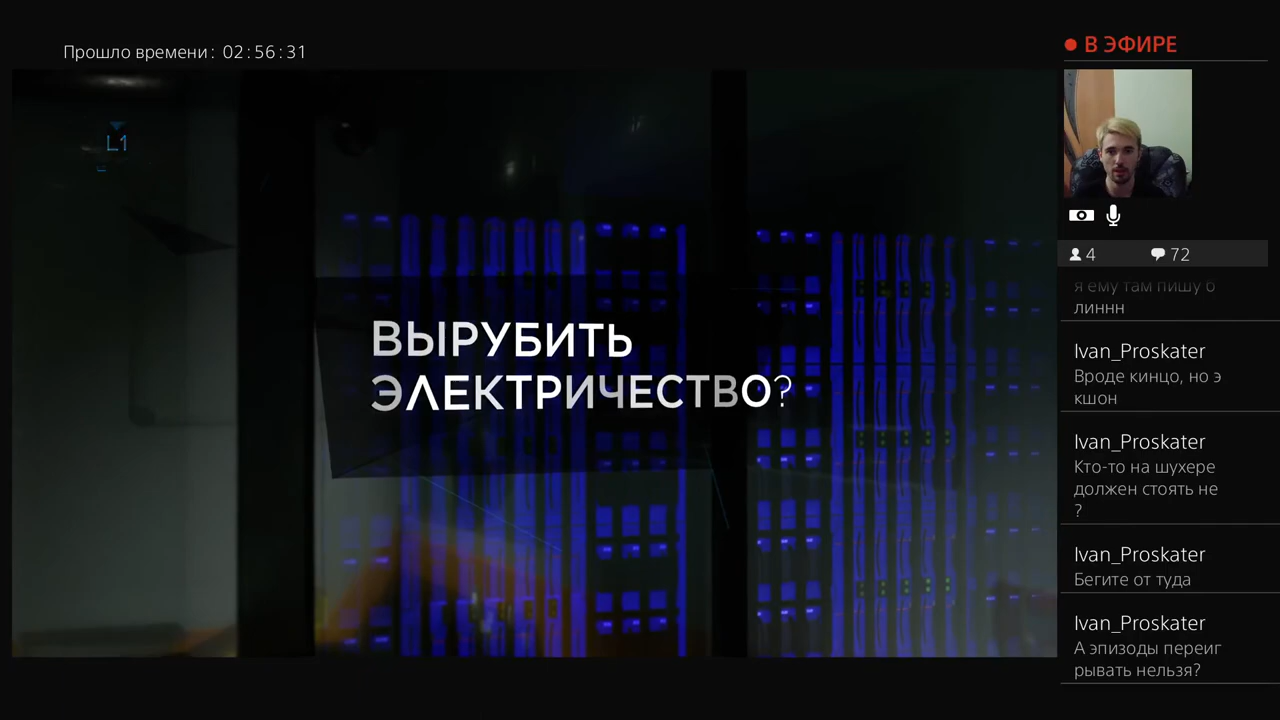 Прошло времени: 02:56:31
В ЭФИРЕ
L1
4 72
я ему там пишу б
линнн
ВЫРУБИТЬ
ЭЛЕКТРИЧЕСТВО?
Ivan_Proskater
Вроде кинцо, но э
кшон
Ivan_Proskater
Кто-то на шухере
должен стоять не
?
Ivan_Proskater
Бегите от туда
Ivan_Proskater
А эпизоды переиг
рывать нельзя?